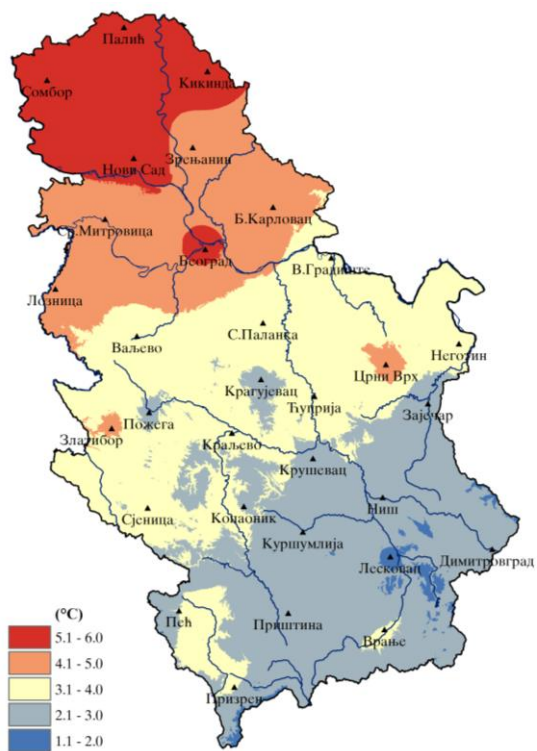 Палић
Кикинда
Сомбор
Зрењанин
Нови Сад
Б.Карловац
Ср.Митровица
Београд
В.Градиште
Лозница
С.Паланка
Ваљево
Неготин
Црни Врх
Крагујевац
Ћуприја
Зајечар
Пожега
Златибор
Краљево
Крушевац
Ниш
Сјеница
Копаоник
Куршумлија
Димитровград
Лесковац
(°C)
5.1 - 6.0
4.1 - 5.0
3.1 - 4.0
2.1 - 3.0
1.1 - 2.0
Пећ
Приштина
Врање
Призрен